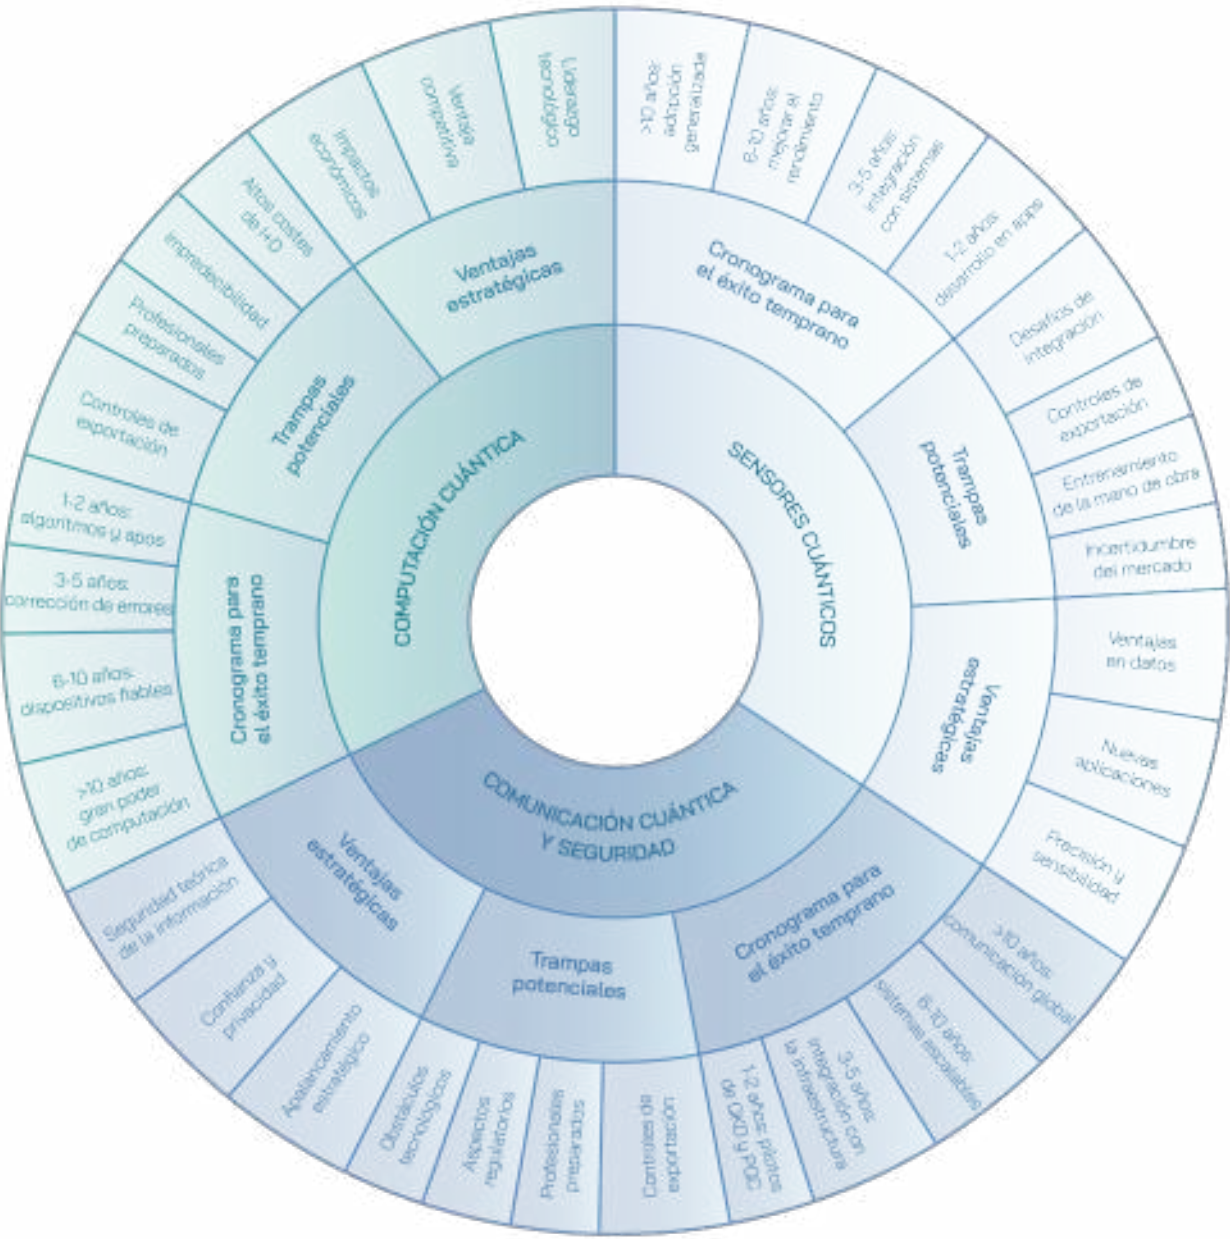 COMPUTACIÓN CUÁNTICA
Ventajas
estratégicas
Liderazgo
tecnológico
Ventaja
competitiva
Impactos
económicos
Trampas
potenciales
Altos costes
de I+D
Impredecibilidad
Profesionales
preparados
Controles de
exportación
Cronograma para
el éxito temprano
1-2 años:
algoritmos y apps
3-5 años:
corrección de errores
6-10 años:
dispositivos fiables
>10 años:
gran poder
de computación
SENSORES CUÁNTICOS
Cronograma para
el éxito temprano
>10 años:
adopción
generalizada
6-10 años:
mejorar el
rendimiento
3-5 años:
integración
con sistemas
1-2 años:
desarrollo en apps
Trampas
potenciales
Desafíos de
integración
Controles de
exportación
Entrenamiento
de la mano de obra
Incertidumbre
del mercado
Ventajas
estratégicas
Ventajas
en datos
Nuevas
aplicaciones
Precisión y
sensibilidad
COMUNICACIÓN CUÁNTICA
Y SEGURIDAD
Ventajas
estratégicas
Seguridad teórica
de la información
Confianza y
privacidad
Apalancamiento
estratégico
Trampas
potenciales
Obstáculos
tecnológicos
Aspectos
regulatorios
Profesionales
preparados
Controles de
exportación
Cronograma para
el éxito temprano
1-2 años: pilotos
de QKD y PQC
3-5 años:
integración con
la infraestructura
6-10 años:
sistemas escalables
>10 años:
comunicación global